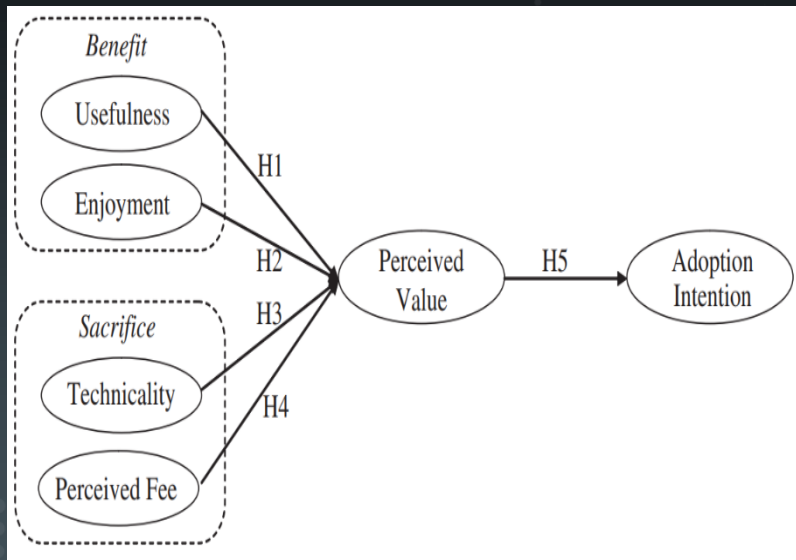 Benefit
Usefulness
H1
Enjoyment
H2
Perceived
Value
H5
Adoption
Intention
H3
Sacrifice
Technicality
H4
Perceived Fee